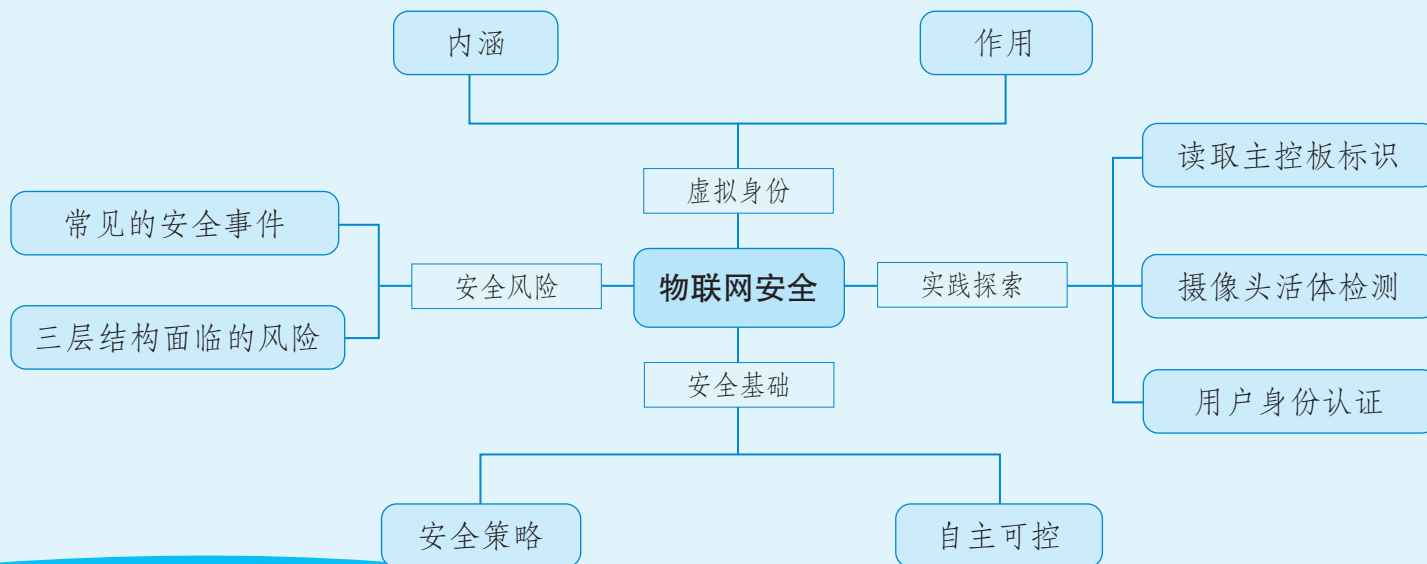 内涵
作用
虚拟身份
读取主控板标识
常见的安全事件
安全风险
物联网安全
实践探索
摄像头活体检测
三层结构面临的风险
安全基础
用户身份认证
安全策略
自主可控